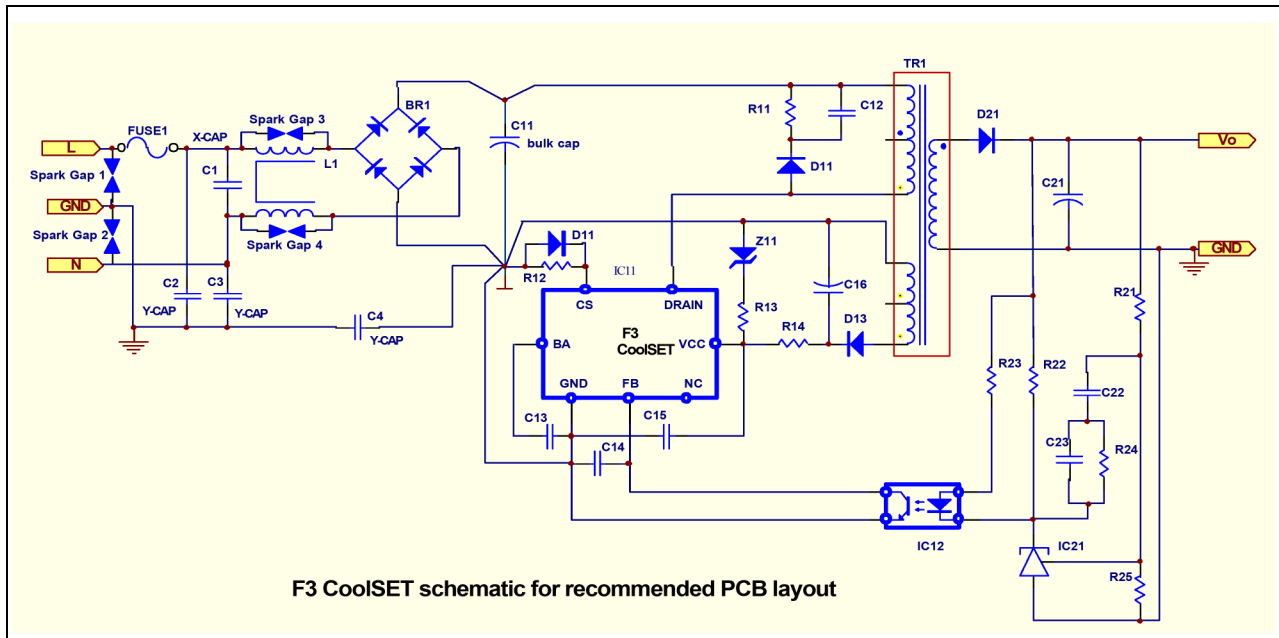 TR1
Spark Gap 3
BR1
FUSE1
X-CAP
C11
bulk cap
R11
C12
D21
L
L1
D11
Vo
Spark Gap 1
C1
C21
GND
Spark Gap 2
Spark Gap 4
D11
Z11
GND
N
R12
IC11
C16
C2
C3
CS
DRAIN
R21
Y-CAP
Y-CAP
C4
R13
F3
CoolSET
R14
D13
Y-CAP
BA
VCC
R23
R22
GND
FB
NC
C22
C13
C15
C14
C23
R24
IC12
IC21
R25
F3 CoolSET schematic for recommended PCB layout